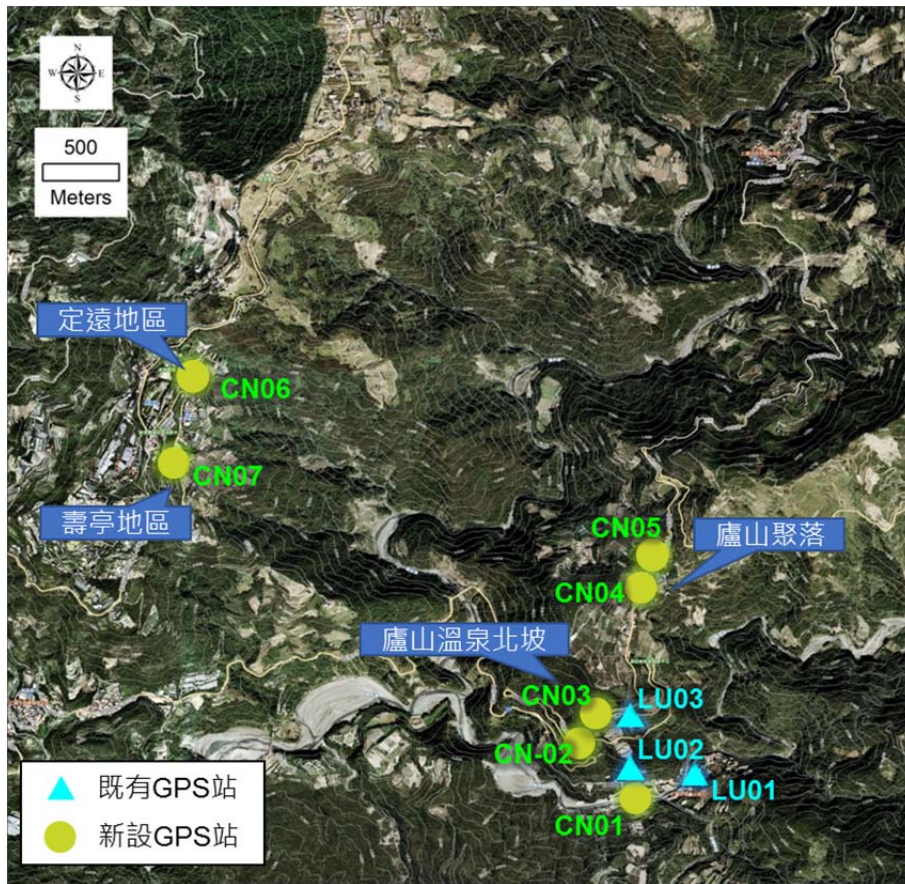 N
W E
S
500
Meters
定遠地區
CN06
CN07
壽亭地區
CN05
廬山聚落
CN04
廬山溫泉北坡
CN03
LU03
CN-02
LU02
LU01
CN01
既有GPS站
新設GPS站